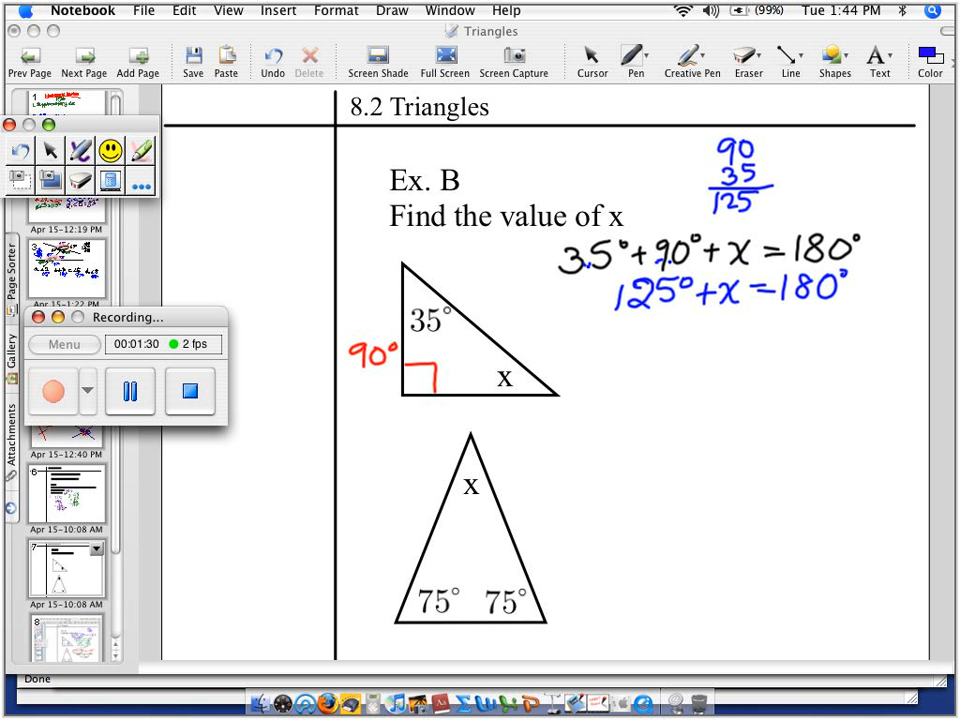 Notebook File Edit View Insert Format Draw Window Help
(99%) Tue 1:44 PM
Triangles
Prev Page Next Page Add Page Save Paste Undo Delete Screen Shade Full Screen Screen Capture Cursor Pen Creative Pen Eraser Line Shapes Text Color
8.2 Triangles
90
35
125
Ex. B
Find the value of x
35°+90°+x=180°
125°+x=180°
35°
90°
x
x
75° 75°
1
Apr 15-12:19 PM
3
Apr 15-1:22 PM
Recording...
Menu
00:01:30 2 fps
Apr 15-12:40 PM
6
Apr 15-10:08 AM
7
Apr 15-10:08 AM
8
Page Sorter
Gallery
Attachments
Done